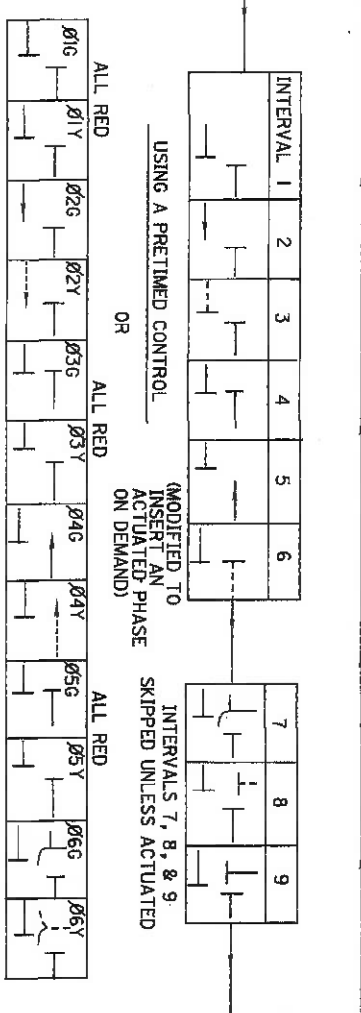 INTERVAL 1 2 3 4 5 6
7 8 9
USING A PRETIMED CONTROL
OR
(MODIFIED TO
INSERT AN
ACTUATED PHASE
ON DEMAND)
INTERVALS 7, 8, & 9
SKIPPED UNLESS ACTUATED
ALL RED ALL RED ALL RED
Ø1G Ø1Y Ø2G Ø2Y Ø3G Ø3Y Ø4G Ø4Y Ø5G Ø5Y Ø6G Ø6Y